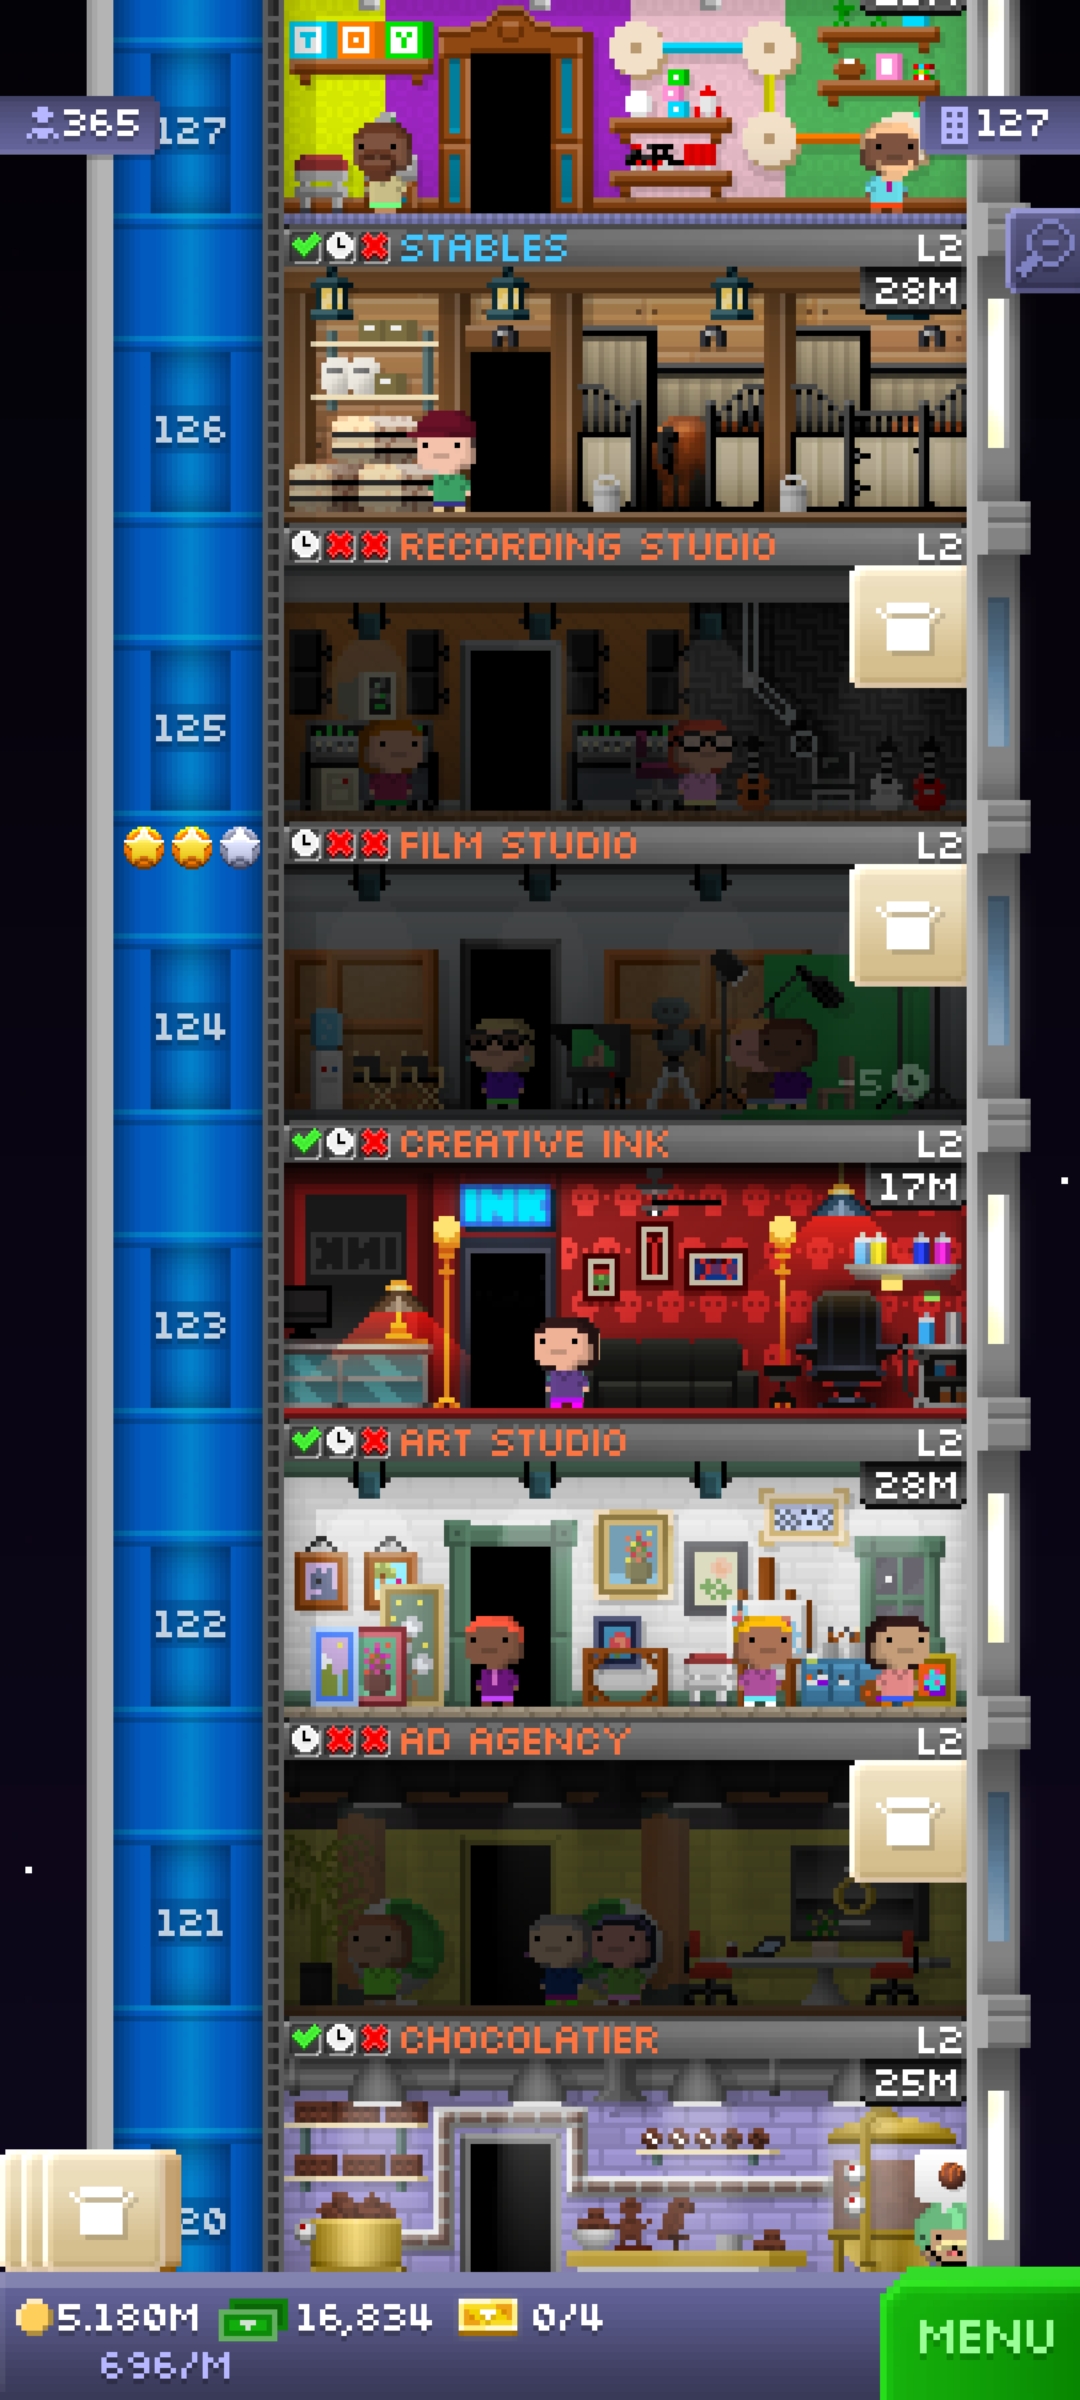 TOY
365
127
127
STABLES L2
28M
126
RECORDING STUDIO L2
125
FILM STUDIO L2
124
-5
CREATIVE INK L2
17M
INK
123
ART STUDIO L2
28M
122
AD AGENCY L2
121
CHOCOLATIER L2
25M
20
5.180M 16,834 0/4
696/M
MENU